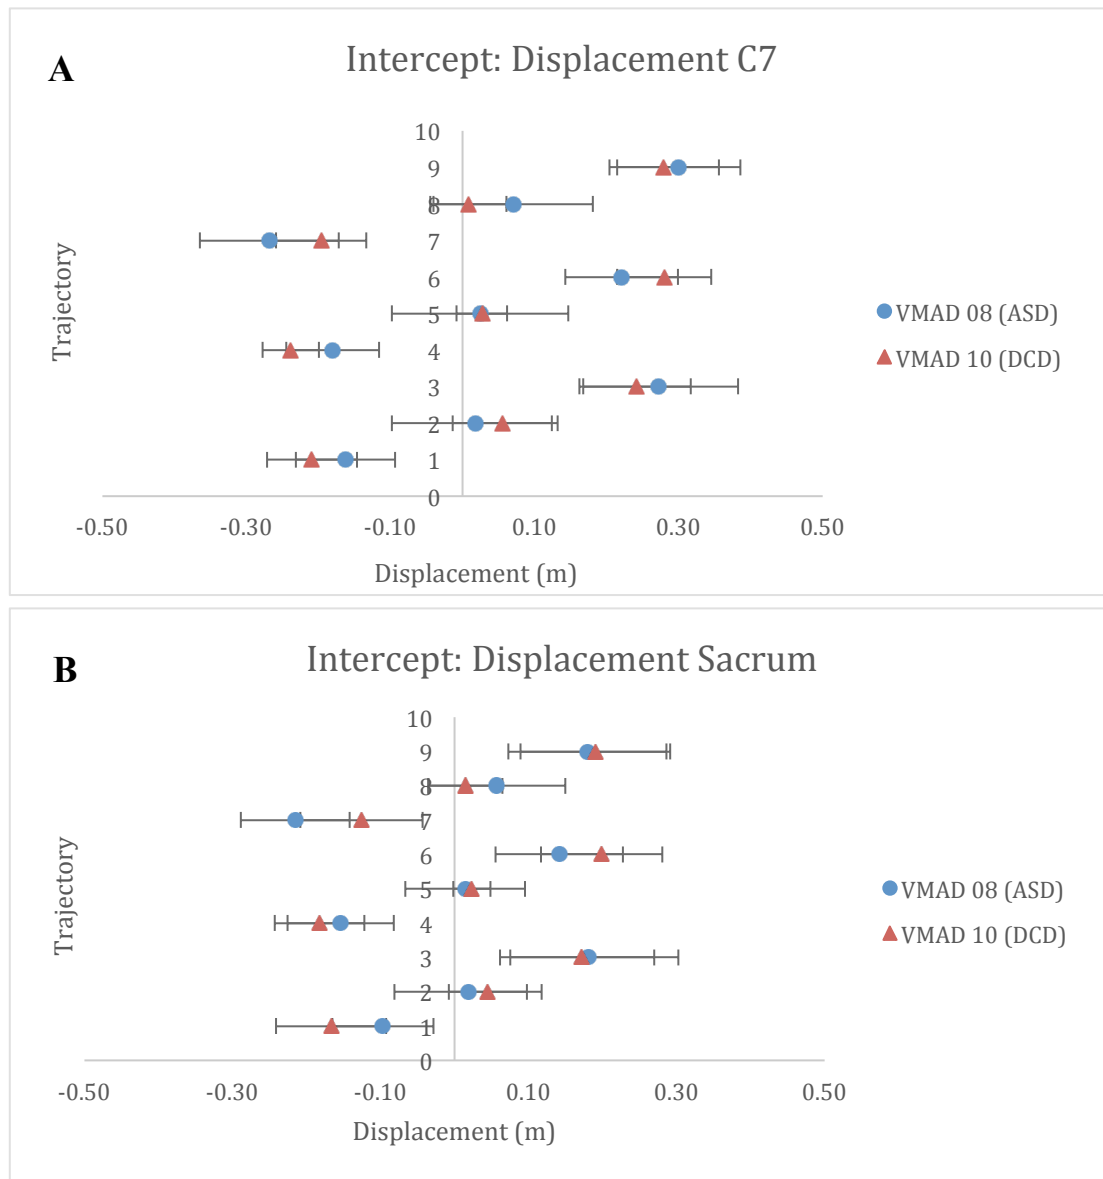 A
Intercept: Displacement C7
10
9
8
7
6
5
4
3
2
1
0
Trajectory
-0.50 -0.30 -0.10 0.10 0.30 0.50
Displacement (m)
VMAD 08 (ASD)
VMAD 10 (DCD)
B
Intercept: Displacement Sacrum
10
9
8
7
6
5
4
3
2
1
0
Trajectory
-0.50 -0.30 -0.10 0.10 0.30 0.50
Displacement (m)
VMAD 08 (ASD)
VMAD 10 (DCD)